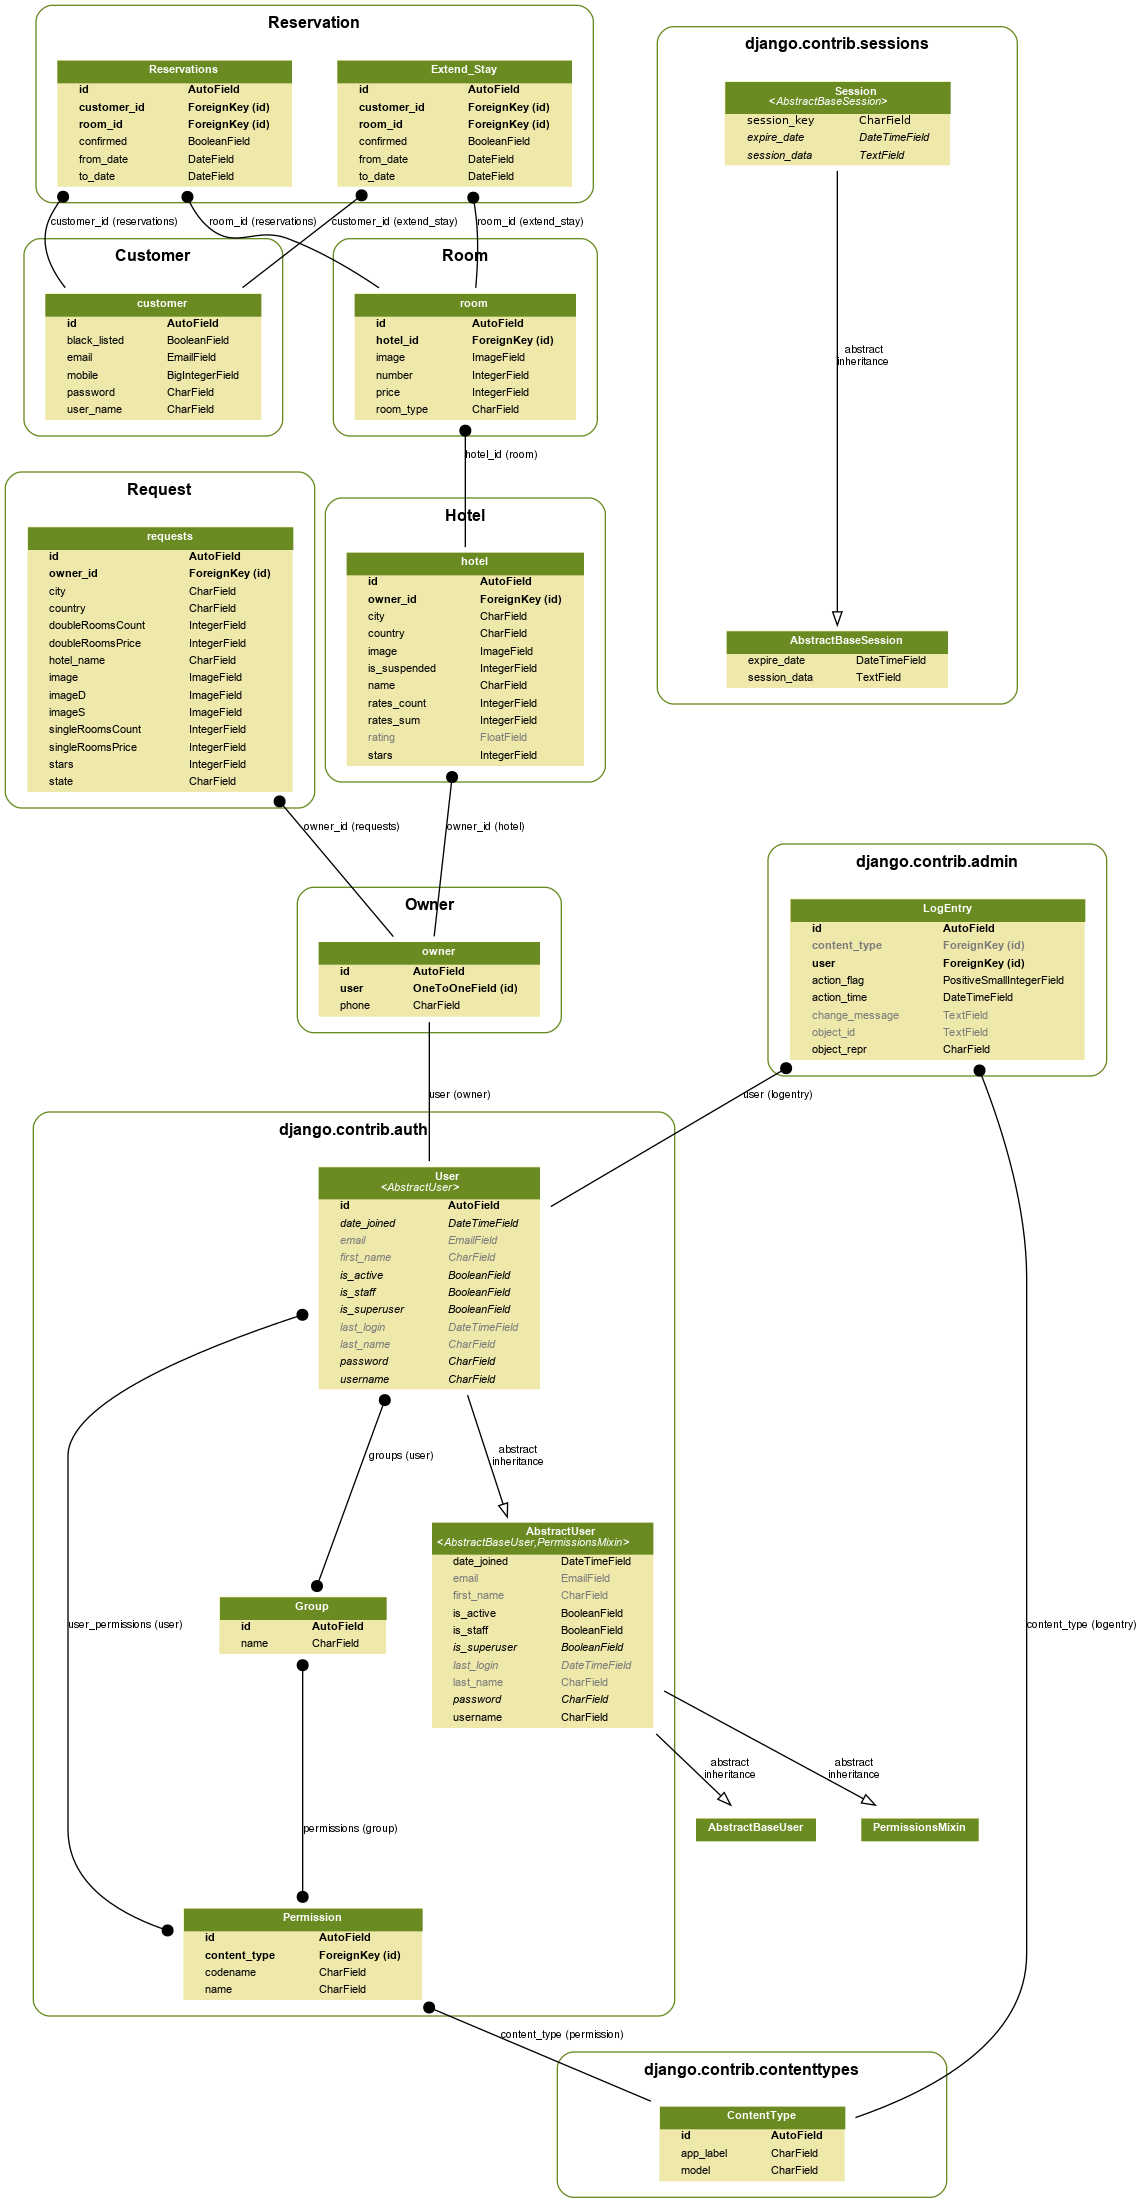 Reservation
Reservations
id AutoField
customer_id ForeignKey (id)
room_id ForeignKey (id)
confirmed BooleanField
from_date DateField
to_date DateField
Extend_Stay
id AutoField
customer_id ForeignKey (id)
room_id ForeignKey (id)
confirmed BooleanField
from_date DateField
to_date DateField
django.contrib.sessions
Session
<AbstractBaseSession>
session_key CharField
expire_date DateTimeField
session_data TextField
customer_id (reservations)
room_id (reservations)
customer_id (extend_stay)
room_id (extend_stay)
Customer
customer
id AutoField
black_listed BooleanField
email EmailField
mobile BigIntegerField
password CharField
user_name CharField
Room
room
id AutoField
hotel_id ForeignKey (id)
image ImageField
number IntegerField
price IntegerField
room_type CharField
abstract
inheritance
hotel_id (room)
Request
requests
id AutoField
owner_id ForeignKey (id)
city CharField
country CharField
doubleRoomsCount IntegerField
doubleRoomsPrice IntegerField
hotel_name CharField
image ImageField
imageD ImageField
imageS ImageField
singleRoomsCount IntegerField
singleRoomsPrice IntegerField
stars IntegerField
state CharField
Hotel
hotel
id AutoField
owner_id ForeignKey (id)
city CharField
country CharField
image ImageField
is_suspended IntegerField
name CharField
rates_count IntegerField
rates_sum IntegerField
rating FloatField
stars IntegerField
AbstractBaseSession
expire_date DateTimeField
session_data TextField
owner_id (requests)
owner_id (hotel)
Owner
owner
id AutoField
user OneToOneField (id)
phone CharField
django.contrib.admin
LogEntry
id AutoField
content_type ForeignKey (id)
user ForeignKey (id)
action_flag PositiveSmallIntegerField
action_time DateTimeField
change_message TextField
object_id TextField
object_repr CharField
user (owner)
user (logentry)
django.contrib.auth
User
<AbstractUser>
id AutoField
date_joined DateTimeField
email EmailField
first_name CharField
is_active BooleanField
is_staff BooleanField
is_superuser BooleanField
last_login DateTimeField
last_name CharField
password CharField
username CharField
groups (user)
abstract
inheritance
AbstractUser
<AbstractBaseUser,PermissionsMixin>
date_joined DateTimeField
email EmailField
first_name CharField
is_active BooleanField
is_staff BooleanField
is_superuser BooleanField
last_login DateTimeField
last_name CharField
password CharField
username CharField
Group
id AutoField
name CharField
user_permissions (user)
content_type (logentry)
abstract
inheritance
abstract
inheritance
AbstractBaseUser
PermissionsMixin
permissions (group)
Permission
id AutoField
content_type ForeignKey (id)
codename CharField
name CharField
content_type (permission)
django.contrib.contenttypes
ContentType
id AutoField
app_label CharField
model CharField